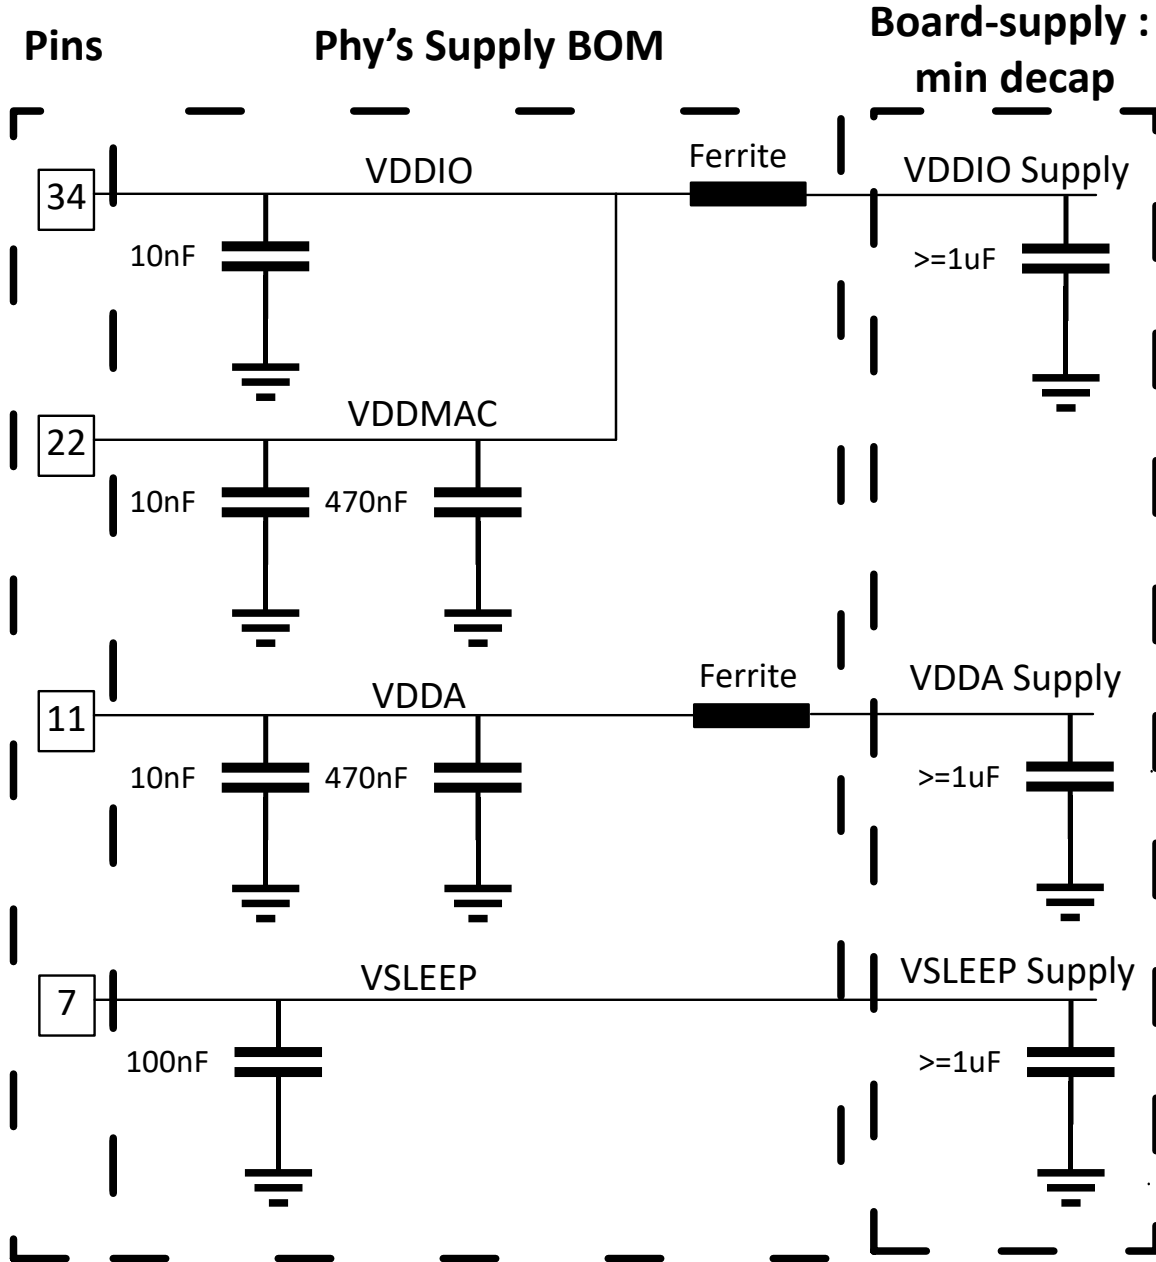 Pins
Phy's Supply BOM
Board-supply :
min decap
34
VDDIO
Ferrite
VDDIO Supply
10nF
>=1uF
22
VDDMAC
10nF
470nF
11
VDDA
Ferrite
VDDA Supply
10nF
470nF
>=1uF
7
VSLEEP
VSLEEP Supply
100nF
>=1uF